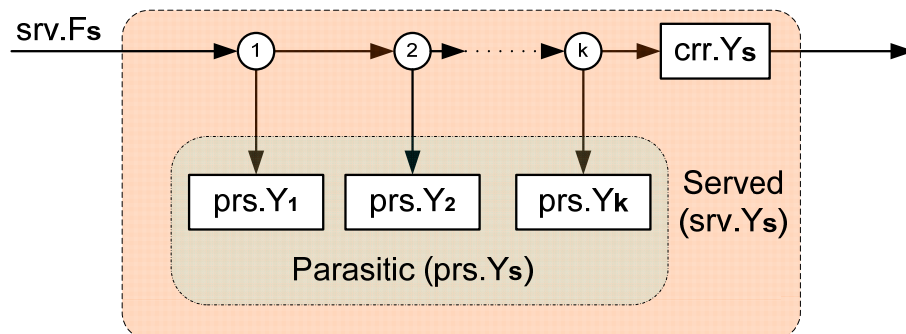 srv.Fs
1
2
k
crr.Ys
prs.Y1
prs.Y2
prs.Yk
Served
(srv.Ys)
Parasitic (prs.Ys)